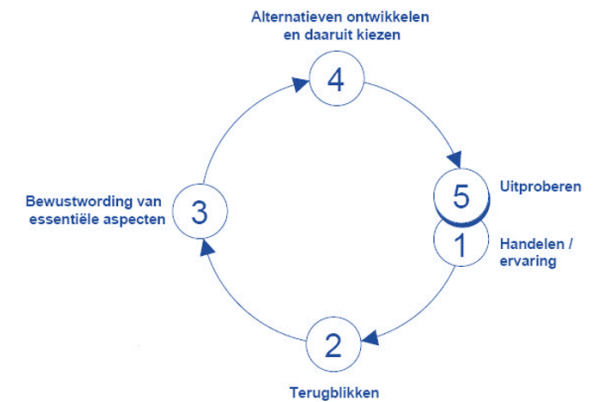 Alternatieven ontwikkelen
en daaruit kiezen
4
5
Uitproberen
Bewustwording van
essentiële aspecten
3
1
Handelen /
ervaring
2
Terugblikken